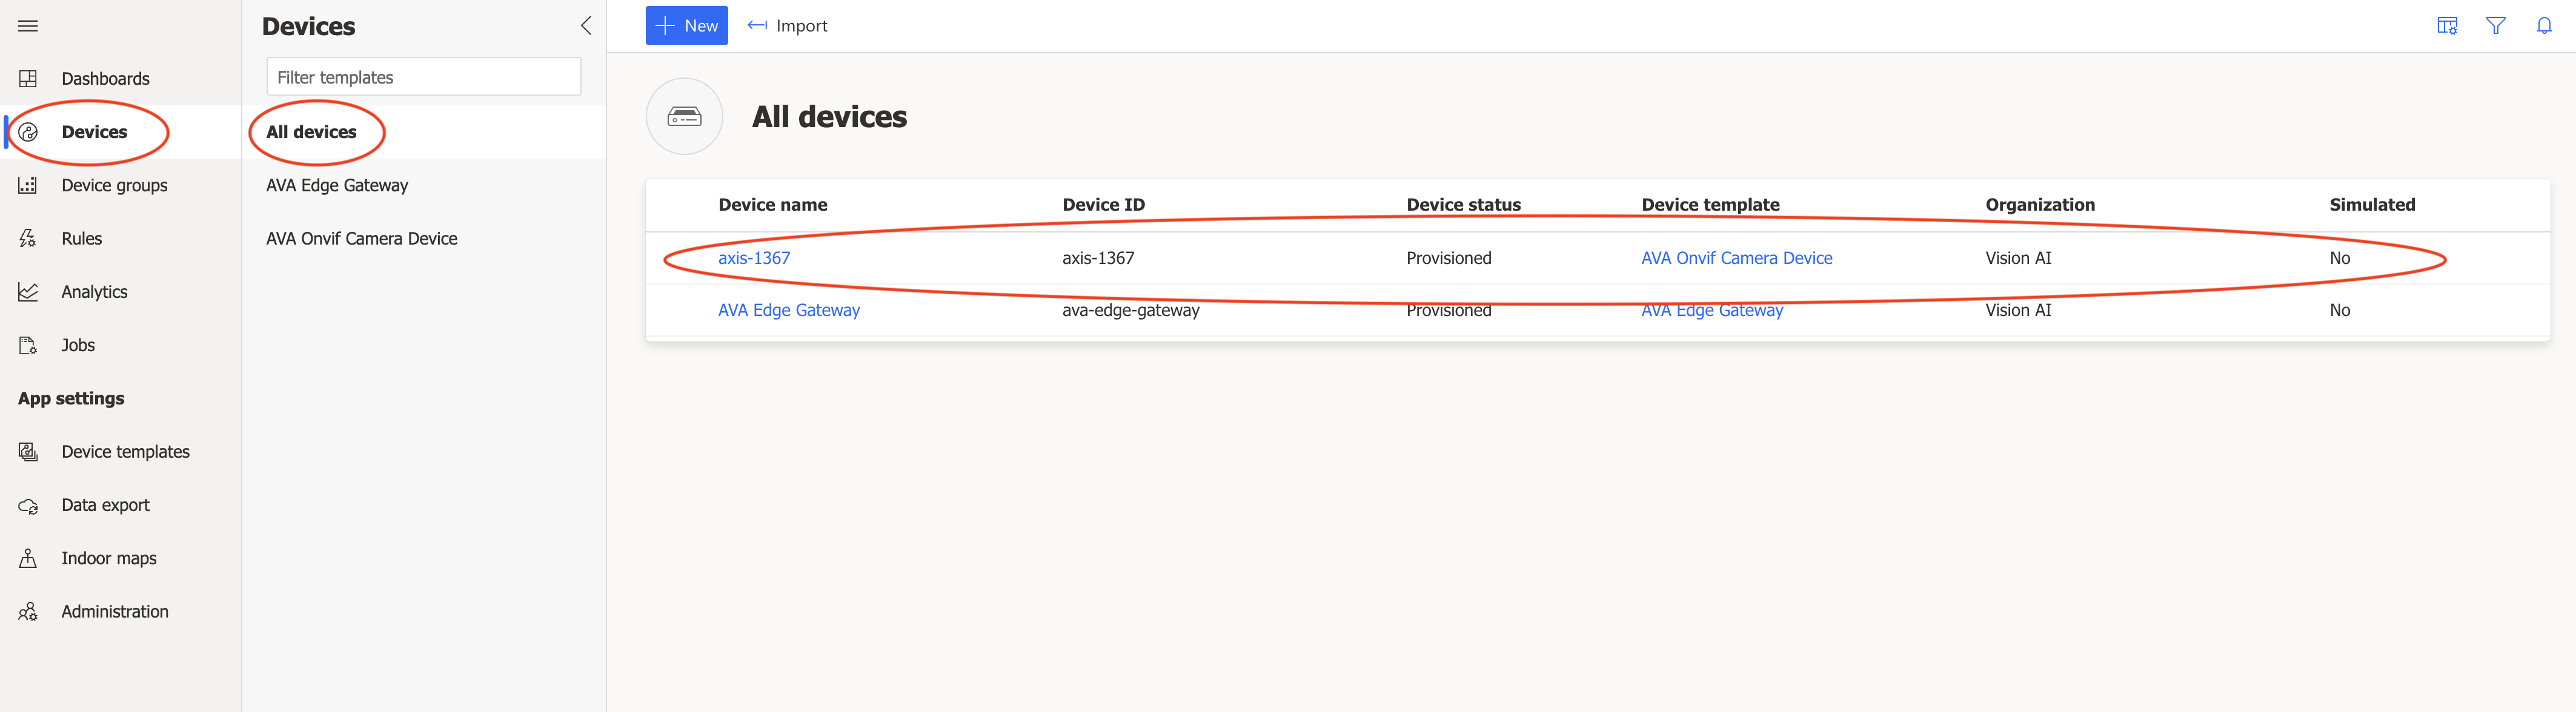 Dashboards
Devices
Device groups
Rules
Analytics
Jobs
App settings
Device templates
Data export
Indoor maps
Administration
Devices
Filter templates
All devices
AVA Edge Gateway
AVA Onvif Camera Device
New Import
All devices
Device name Device ID Device status Device template Organization Simulated
axis-1367 axis-1367 Provisioned AVA Onvif Camera Device Vision AI No
AVA Edge Gateway ava-edge-gateway Provisioned AVA Edge Gateway Vision AI No